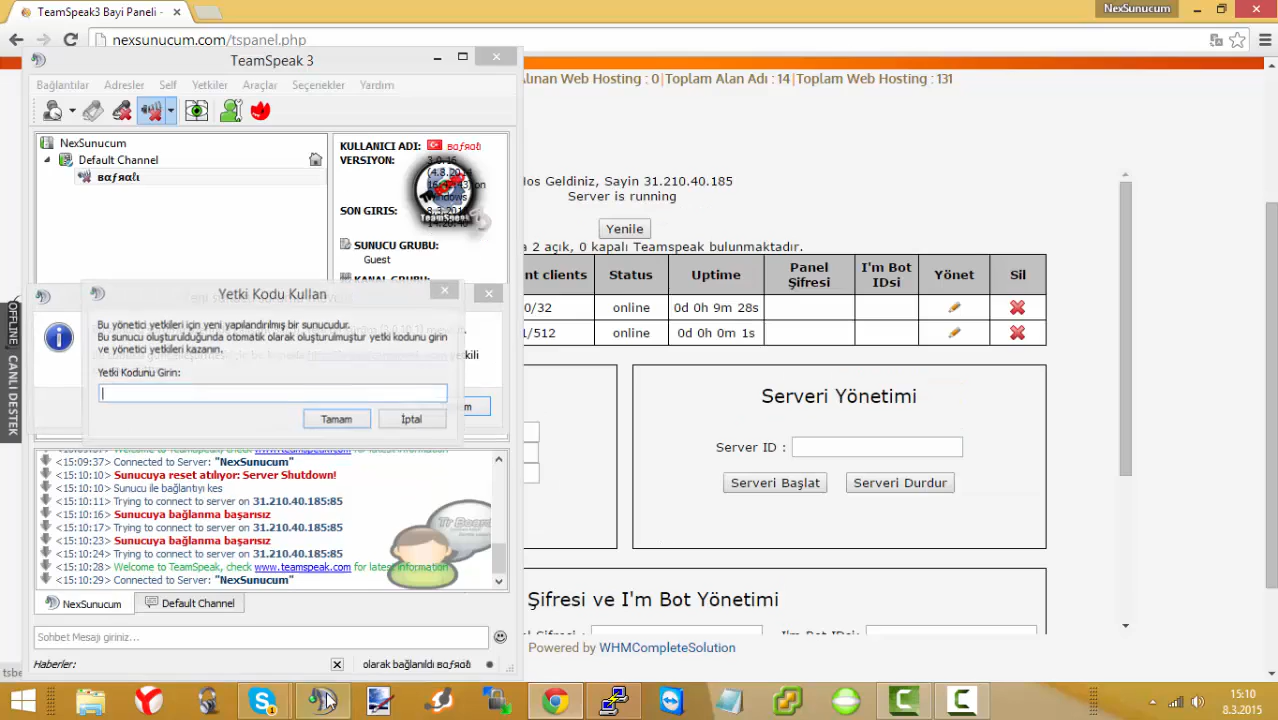 TeamSpeak3 Bayi Paneli -
NexSunucum
nexsunucum.com/tspanel.php
TeamSpeak 3
Bağlantılar Adresler Self Yetkiler Araçlar Seçenekler Yardım
Alınan Web Hosting : 0|Toplam Alan Adı : 14|Toplam Web Hosting : 131
NexSunucum
Default Channel
вαƒяαℓι
KULLANICI ADI: вαƒяαℓι
VERSIYON:
SON GIRIS:
SUNUCU GRUBU:
Guest
KANAL GRUBU:
los Geldiniz, Sayin 31.210.40.185
Server is running
Yenile
a 2 açık, 0 kapalı Teamspeak bulunmaktadır.
nt clients Status Uptime Panel Şifresi I'm Bot IDsi Yönet Sil
0/32 online 0d 0h 9m 28s
1/512 online 0d 0h 0m 1s
Yetki Kodu Kullan
Bu yönetici yetkileri için yeni yapılandırılmış bir sunucudur.
Bu sunucu oluşturulduğunda otomatik olarak oluşturulmuştur yetki kodunu girin
ve yönetici yetkileri kazanın.
Yetki Kodunu Girin:
Tamam İptal
OFFLINE CANLI DESTEK
Serveri Yönetimi
Server ID :
Serveri Başlat Serveri Durdur
<15:09:37> Connected to Server: "NexSunucum"
<15:10:10> Sunucuya reset atılıyor: Server Shutdown!
<15:10:10> Sunucu ile bağlantıyı kes
<15:10:11> Trying to connect to server on 31.210.40.185:85
<15:10:16> Sunucuya bağlanma başarısız
<15:10:17> Trying to connect to server on 31.210.40.185:85
<15:10:23> Sunucuya bağlanma başarısız
<15:10:24> Trying to connect to server on 31.210.40.185:85
<15:10:29> Welcome to TeamSpeak, check www.teamspeak.com for latest information
<15:10:29> Connected to Server: "NexSunucum"
NexSunucum Default Channel
Sohbet Mesajı giriniz...
Haberler: olarak bağlanıldı вαƒяαℓι
Şifresi ve I'm Bot Yönetimi
I'm Bot IDsi:
Powered by WHMCompleteSolution
15:10
8.3.2015